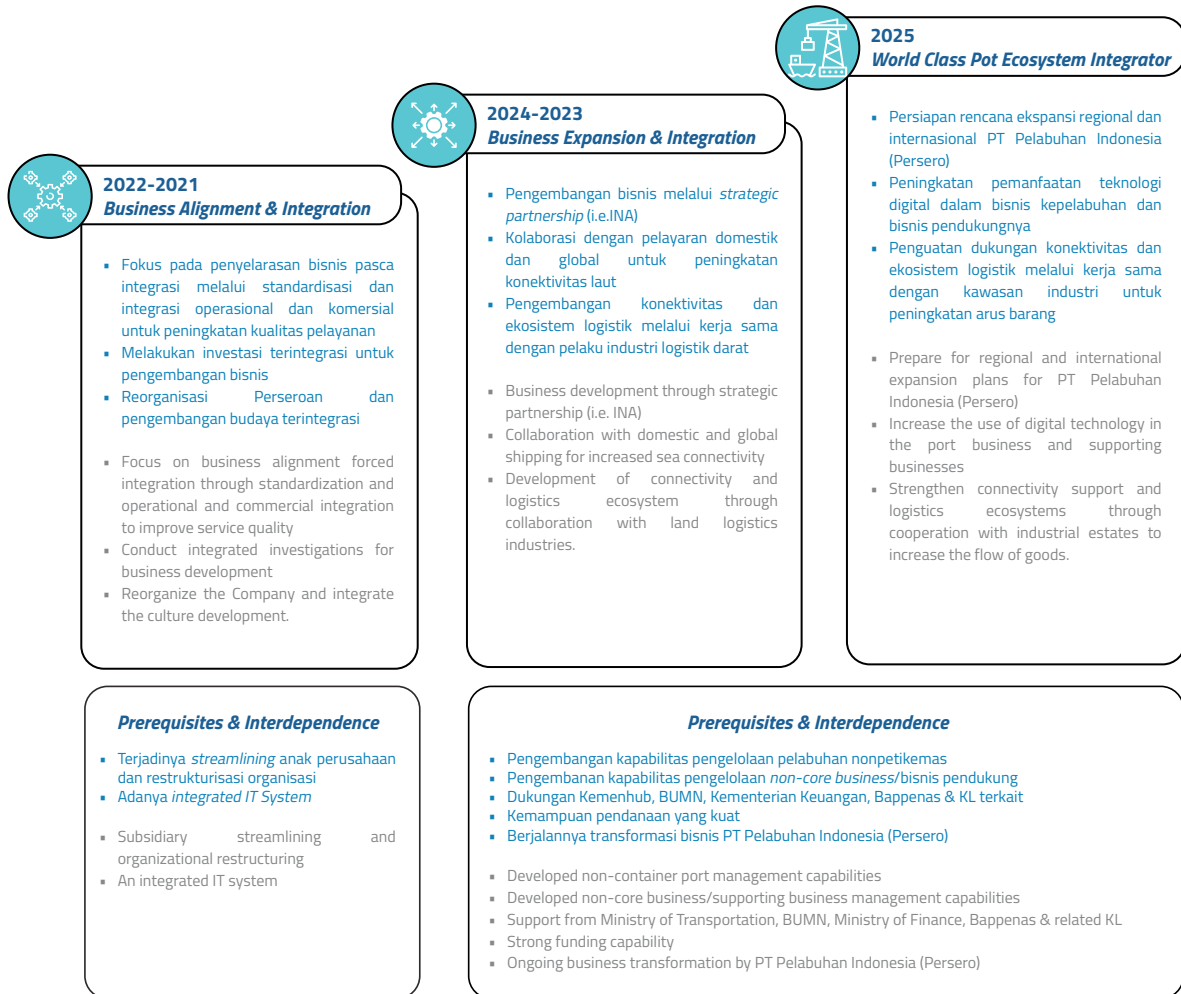 2022-2021
Business Alignment & Integration
Fokus pada penyelarasan bisnis pasca
integrasi melalui standardisasi dan
integrasi operasional dan komersial
untuk peningkatan kualitas pelayanan
Melakukan investasi terintegrasi untuk
pengembangan bisnis
Reorganisasi Perseroan dan
pengembangan budaya terintegrasi
Focus on business alignment forced
integration through standardization and
operational and commercial integration
to improve service quality
Conduct integrated investigations for
business development
Reorganize the Company and integrate
the culture development.
2024-2023
Business Expansion & Integration
Pengembangan bisnis melalui strategic
partnership (i.e.INA)
Kolaborasi dengan pelayaran domestik
dan global untuk peningkatan
konektivitas laut
Pengembangan konektivitas dan
ekosistem logistik melalui kerja sama
dengan pelaku industri logistik darat
Business development through strategic
partnership (i.e. INA)
Collaboration with domestic and global
shipping for increased sea connectivity
Development of connectivity and
logistics ecosystem through
collaboration with land logistics
industries.
2025
World Class Pot Ecosystem Integrator
Persiapan rencana ekspansi regional dan
internasional PT Pelabuhan Indonesia
(Persero)
Peningkatan pemanfaatan teknologi
digital dalam bisnis kepelabuhan dan
bisnis pendukungnya
Penguatan dukungan konektivitas dan
ekosistem logistik melalui kerja sama
dengan kawasan industri untuk
peningkatan arus barang
Prepare for regional and international
expansion plans for PT Pelabuhan
Indonesia (Persero)
Increase the use of digital technology in
the port business and supporting
businesses
Strengthen connectivity support and
logistics ecosystems through
cooperation with industrial estates to
increase the flow of goods.
Prerequisites & Interdependence
Terjadinya streamlining anak perusahaan
dan restrukturisasi organisasi
Adanya integrated IT System
Subsidiary streamlining and
organizational restructuring
An integrated IT system
Prerequisites & Interdependence
Pengembangan kapabilitas pengelolaan pelabuhan nonpetikemas
Pengembanan kapabilitas pengelolaan non-core business/bisnis pendukung
Dukungan Kemenhub, BUMN, Kementerian Keuangan, Bappenas & KL terkait
Kemampuan pendanaan yang kuat
Berjalannya transformasi bisnis PT Pelabuhan Indonesia (Persero)
Developed non-container port management capabilities
Developed non-core business/supporting business management capabilities
Support from Ministry of Transportation, BUMN, Ministry of Finance, Bappenas & related KL
Strong funding capability
Ongoing business transformation by PT Pelabuhan Indonesia (Persero)